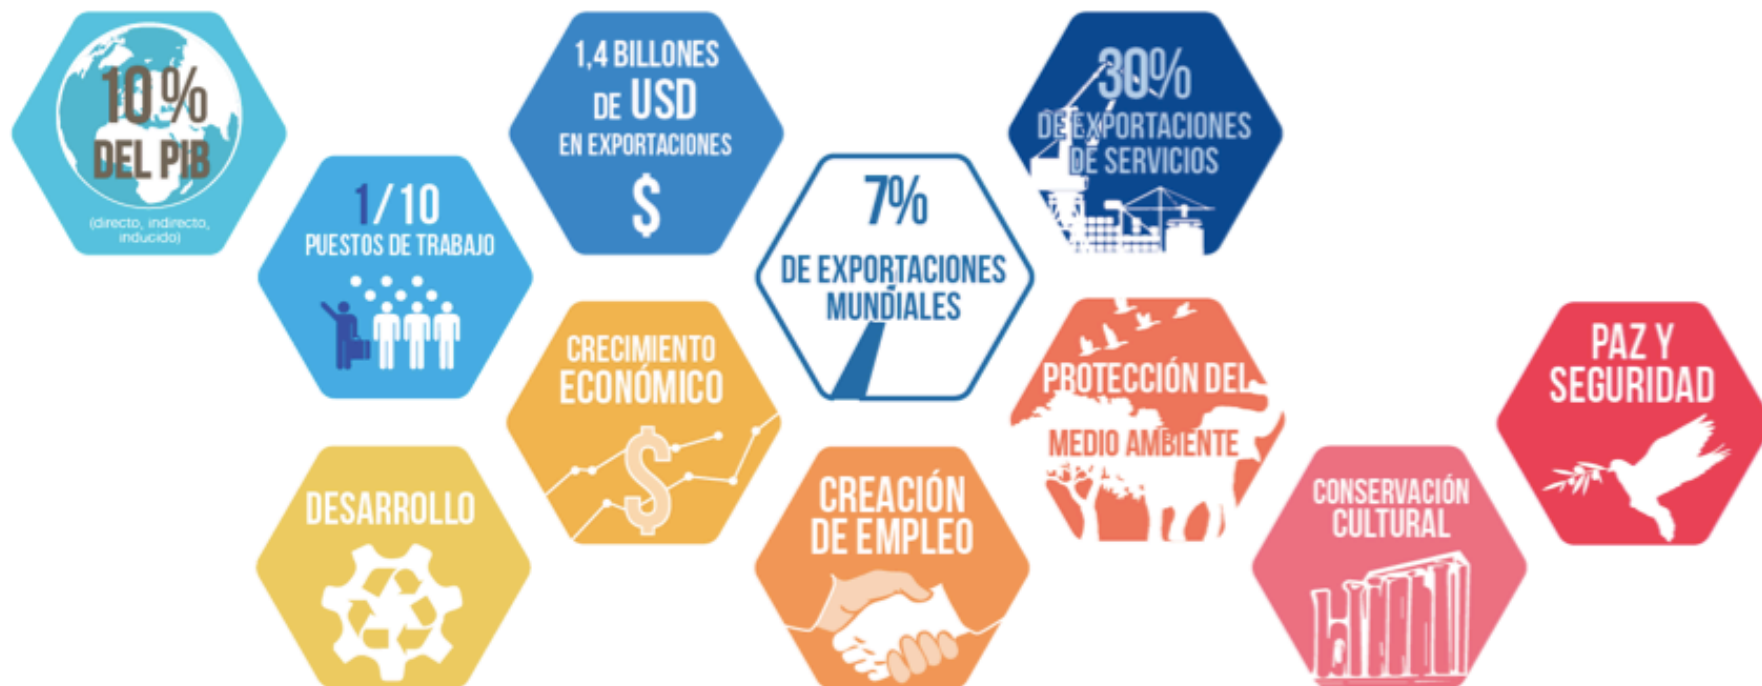 10%
DEL PIB
(directo, indirecto,
inducido)
1/10
PUESTOS DE TRABAJO
1,4 BILLONES
DE USD
EN EXPORTACIONES
$
7%
DE EXPORTACIONES
MUNDIALES
30%
DE EXPORTACIONES
DE SERVICIOS
DESARROLLO
CRECIMIENTO
ECONÓMICO
$
CREACIÓN
DE EMPLEO
PROTECCIÓN DEL
MEDIO AMBIENTE
CONSERVACIÓN
CULTURAL
PAZ Y
SEGURIDAD